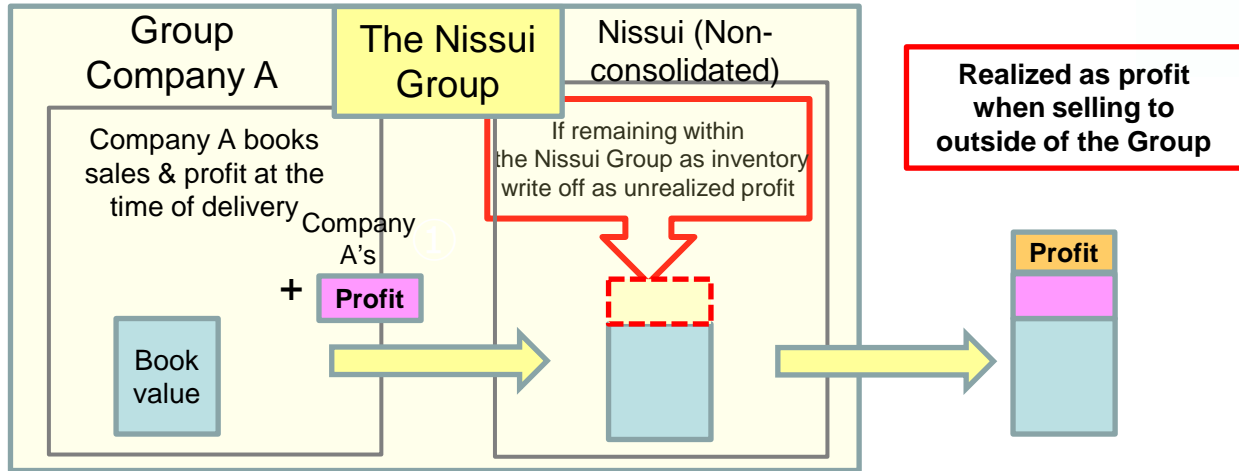 Group
Company A
The Nissui
Group
Nissui (Non-
consolidated)
Realized as profit
when selling to
outside of the Group
Company A books
sales & profit at the
time of delivery
If remaining within
the Nissui Group as inventory
write off as unrealized profit
Company
A's
①
+
Profit
Book
value
Profit